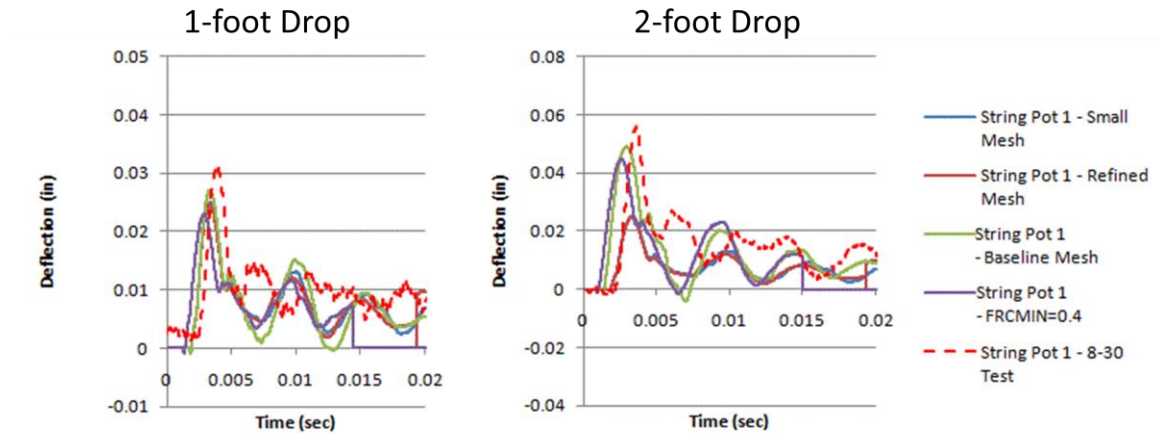 1-foot Drop
0.05
0.04
0.03
0.02
0.01
0
-0.01
Deflection (in)
0 0.005 0.01 0.015 0.02
Time (sec)
2-foot Drop
0.08
0.06
0.04
0.02
0
-0.02
-0.04
Deflection (in)
0 0.005 0.01 0.015 0.02
Time (sec)
String Pot 1 - Small
Mesh
String Pot 1 - Refined
Mesh
String Pot 1
- Baseline Mesh
String Pot 1
- FRCMIN=0.4
String Pot 1 - 8-30
Test